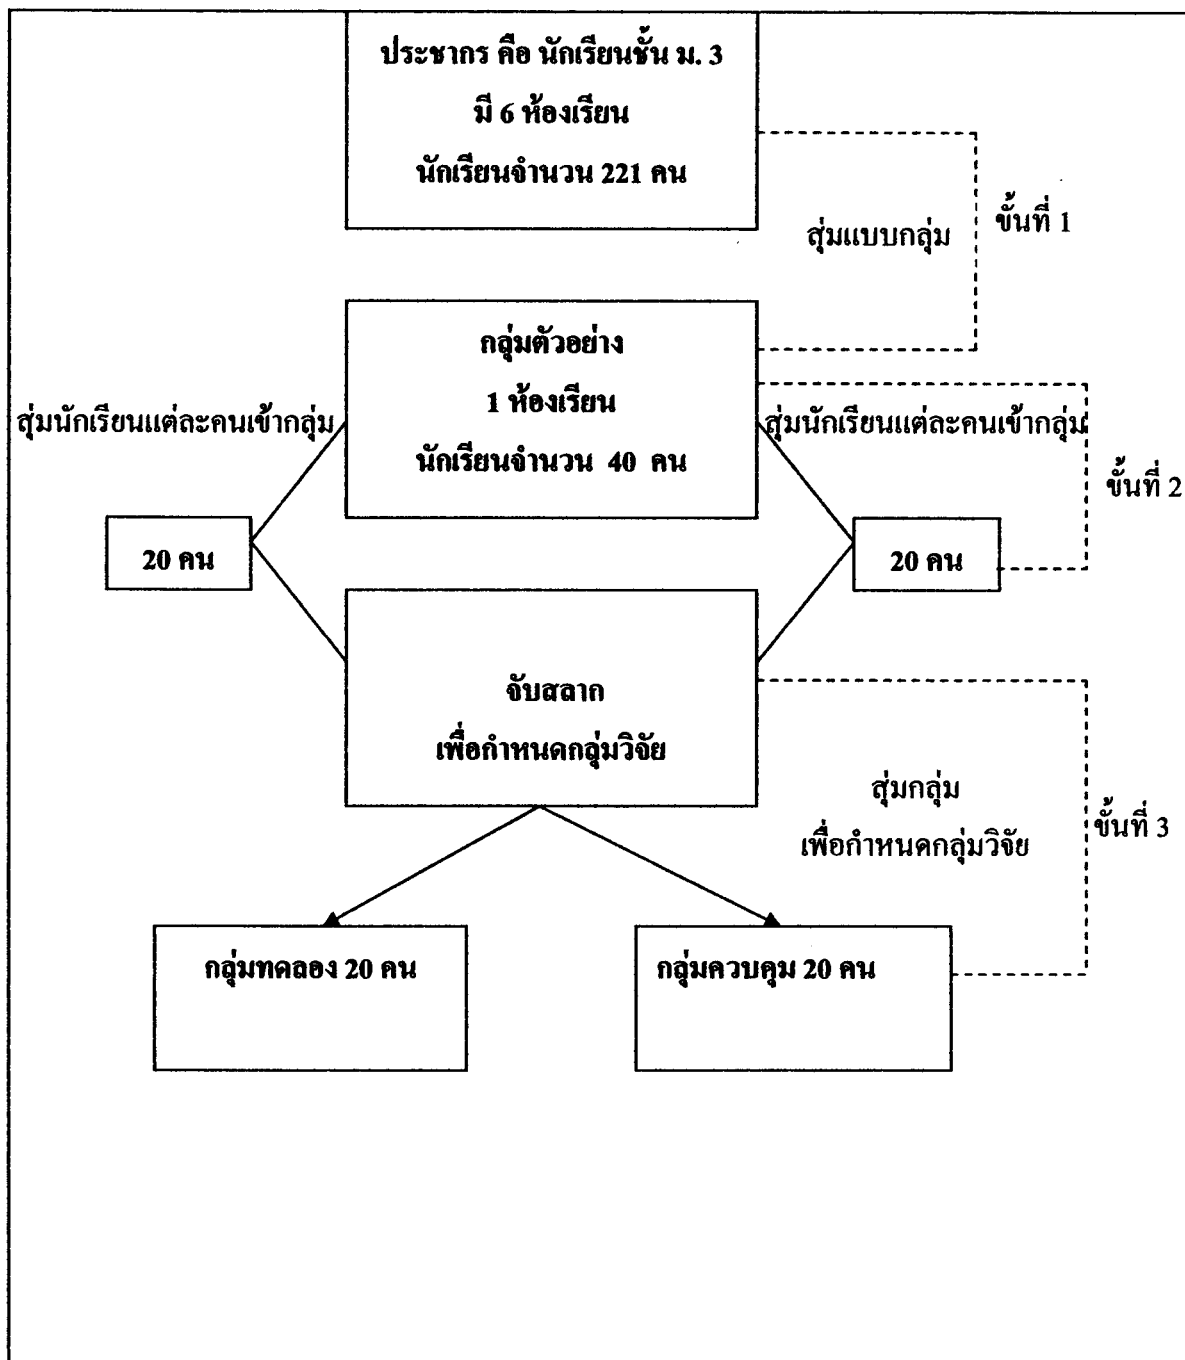 ประชากร คือ นักเรียนชั้น ม. 3
มี 6 ห้องเรียน
นักเรียนจำนวน 221 คน
สุ่มแบบกลุ่ม
ขั้นที่ 1
กลุ่มตัวอย่าง
1 ห้องเรียน
นักเรียนจำนวน 40 คน
สุ่มนักเรียนแต่ละคนเข้ากลุ่ม
สุ่มนักเรียนแต่ละคนเข้ากลุ่ม
ขั้นที่ 2
20 คน
20 คน
จับสลาก
เพื่อกำหนดกลุ่มวิจัย
สุ่มกลุ่ม
เพื่อกำหนดกลุ่มวิจัย
ขั้นที่ 3
กลุ่มทดลอง 20 คน
กลุ่มควบคุม 20 คน